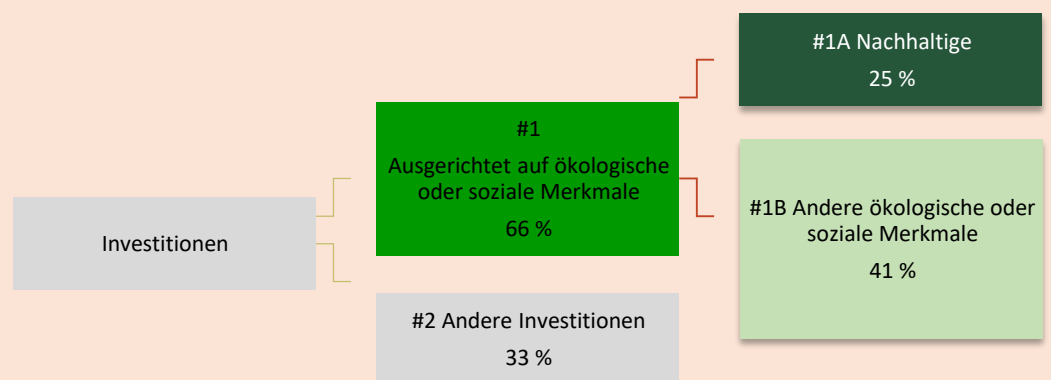 Investitionen
#1
Ausgerichtet auf ökologische
oder soziale Merkmale
66 %
#2 Andere Investitionen
33 %
#1A Nachhaltige
25 %
#1B Andere ökologische oder
soziale Merkmale
41 %